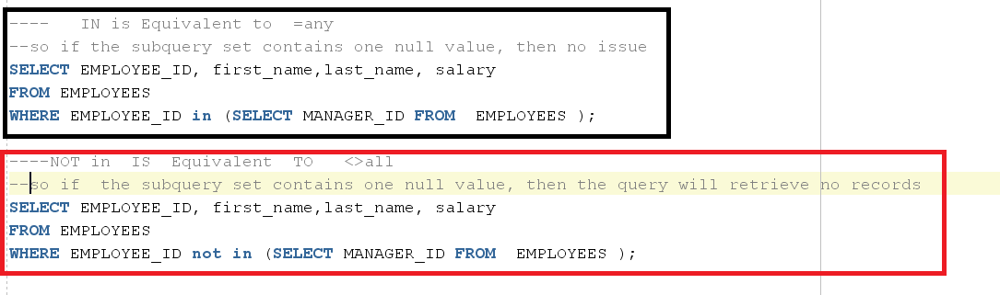 ----   IN is Equivalent to  =any
--so if the subquery set contains one null value, then no issue
SELECT EMPLOYEE_ID, first_name,last_name, salary
FROM EMPLOYEES
WHERE EMPLOYEE_ID in (SELECT MANAGER_ID FROM  EMPLOYEES );
----NOT in  IS  Equivalent  TO   <>all
--so if  the subquery set contains one null value, then the query will retrieve no records
SELECT EMPLOYEE_ID, first_name,last_name, salary
FROM EMPLOYEES
WHERE EMPLOYEE_ID not in (SELECT MANAGER_ID FROM  EMPLOYEES );